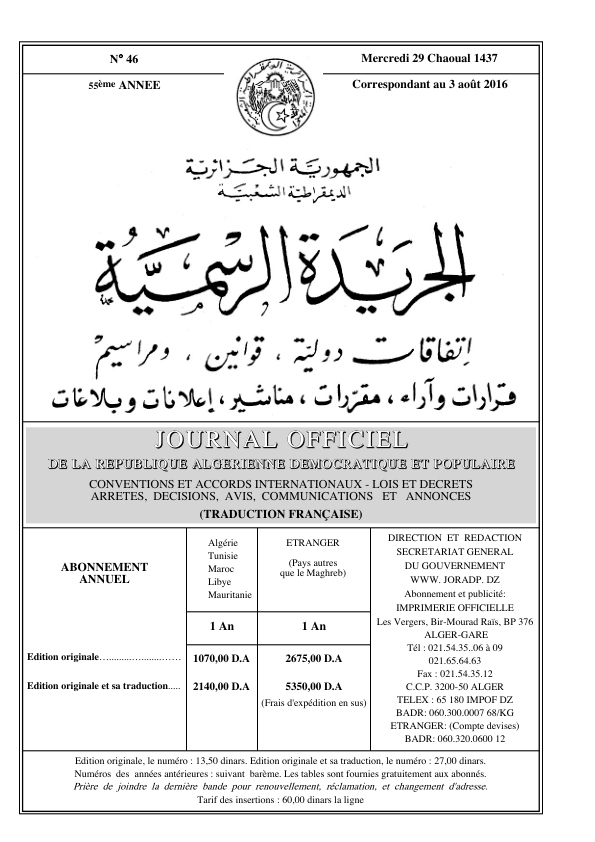 N° 46
Mercredi 29 Chaoual 1437
55ème ANNEE
Correspondant au 3 août 2016
الجمهورية الجزائرية
الديمقراطية الشعبية
الجريدة الرسمية
إتفاقات دولية ، قوانين ، ومراسيم
قرارات وآراء ، مقررات ، مناشير ، إعلانات وبلاغات
JOURNAL OFFICIEL
DE LA REPUBLIQUE ALGERIENNE DEMOCRATIQUE ET POPULAIRE
CONVENTIONS ET ACCORDS INTERNATIONAUX - LOIS ET DECRETS
ARRETES, DECISIONS, AVIS, COMMUNICATIONS ET ANNONCES
(TRADUCTION FRANÇAISE)
ABONNEMENT
ANNUEL
Algérie
Tunisie
Maroc
Libye
Mauritanie
ETRANGER
(Pays autres
que le Maghreb)
1 An
1 An
Edition originale….........….........……
1070,00 D.A
2675,00 D.A
Edition originale et sa traduction.....
2140,00 D.A
5350,00 D.A
(Frais d'expédition en sus)
DIRECTION ET REDACTION
SECRETARIAT GENERAL
DU GOUVERNEMENT
WWW. JORADP. DZ
Abonnement et publicité:
IMPRIMERIE OFFICIELLE
Les Vergers, Bir-Mourad Raïs, BP 376
ALGER-GARE
Tél : 021.54.35..06 à 09
021.65.64.63
Fax : 021.54.35.12
C.C.P. 3200-50 ALGER
TELEX : 65 180 IMPOF DZ
BADR: 060.300.0007 68/KG
ETRANGER: (Compte devises)
BADR: 060.320.0600 12
Edition originale, le numéro : 13,50 dinars. Edition originale et sa traduction, le numéro : 27,00 dinars.
Numéros des années antérieures : suivant barème. Les tables sont fournies gratuitement aux abonnés.
Prière de joindre la dernière bande pour renouvellement, réclamation, et changement d'adresse.
Tarif des insertions : 60,00 dinars la ligne